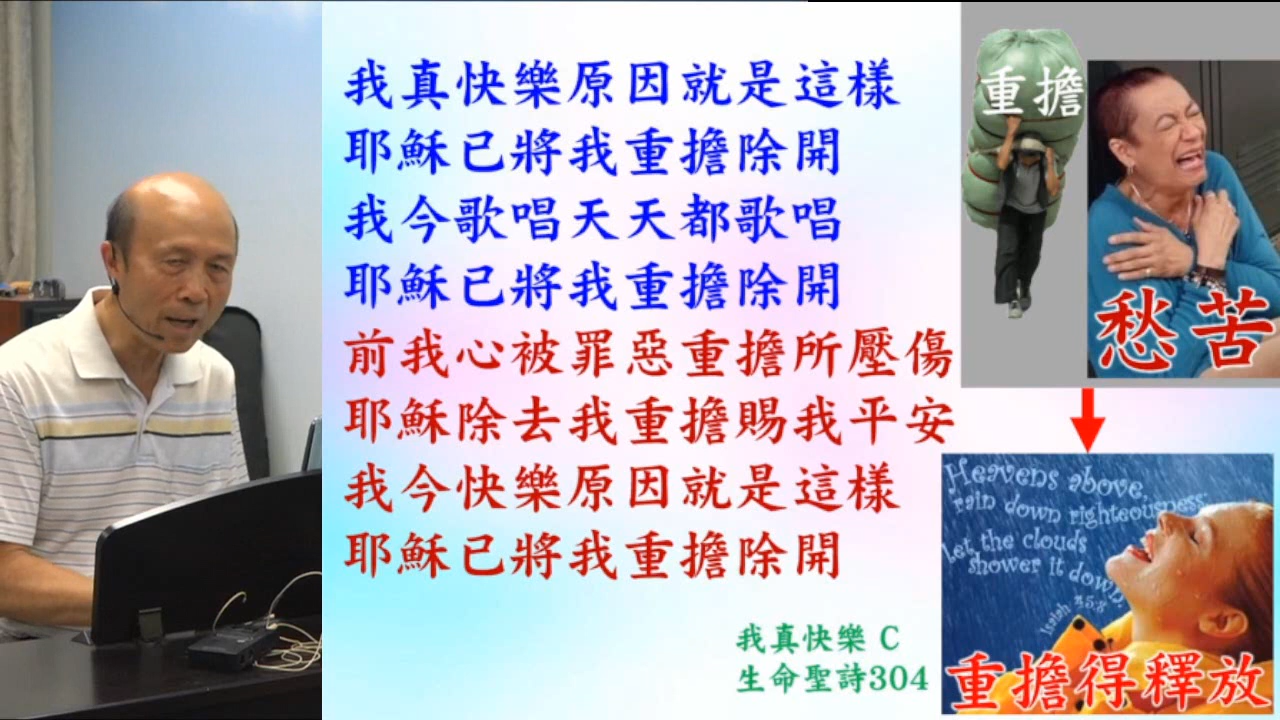 我真快樂原因就是這樣
耶穌已將我重擔除開
我今歌唱天天都歌唱
耶穌已將我重擔除開
前我心被罪惡重擔所壓傷
耶穌除去我重擔賜我平安
我今快樂原因就是這樣
耶穌已將我重擔除開
我真快樂 C
生命聖詩304
重擔
愁苦
Heavens above,
rain down righteousness
let the clouds
shower it down.
Isaiah 45:8
重擔得釋放